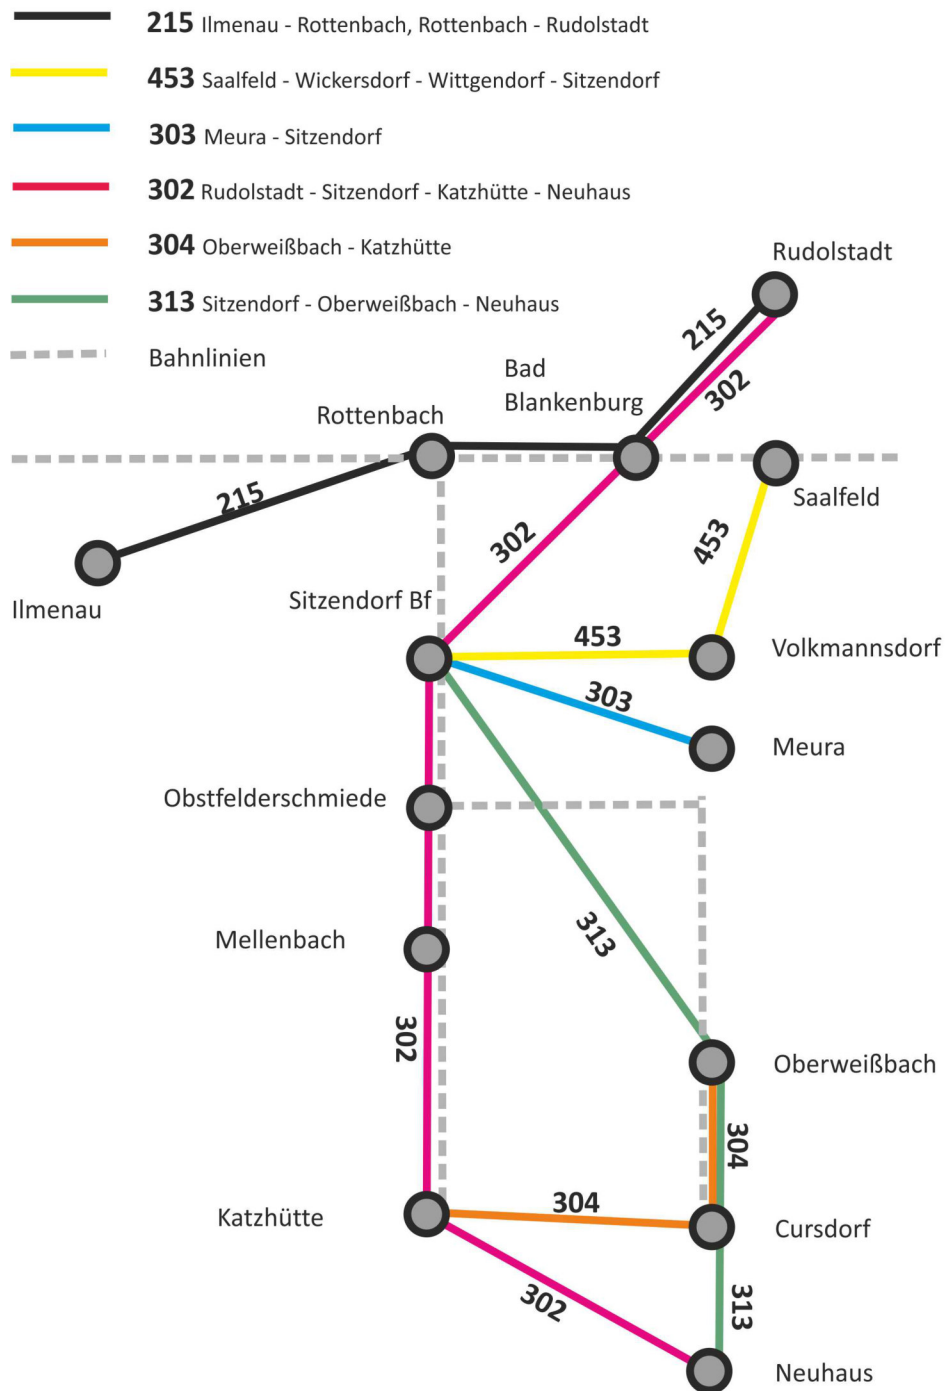 215 Ilmenau - Rottenbach, Rottenbach - Rudolstadt
453 Saalfeld - Wickersdorf - Wittgendorf - Sitzendorf
303 Meura - Sitzendorf
302 Rudolstadt - Sitzendorf - Katzhütte - Neuhaus
304 Oberweißbach - Katzhütte
313 Sitzendorf - Oberweißbach - Neuhaus
Bahnlinien
Rudolstadt
215
302
Bad
Blankenburg
Rottenbach
215
Saalfeld
453
302
Ilmenau
Sitzendorf Bf
453
Volkmannsdorf
303
Meura
Obstfelderschmiede
313
Mellenbach
302
Oberweißbach
304
304
Katzhütte
Cursdorf
302
313
Neuhaus